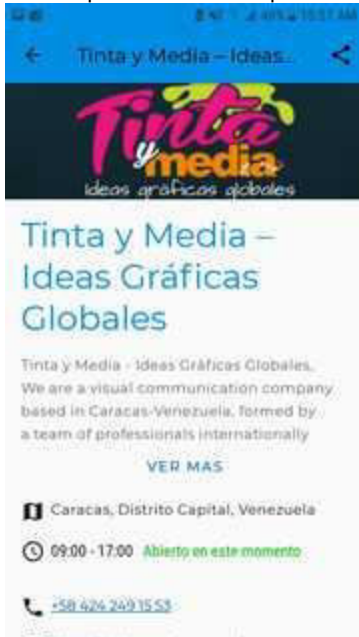 Tinta y Media – Ideas...
Tinta
y media
Ideas gráficas globales
Tinta y Media –
Ideas Gráficas
Globales
Tinta y Media - Ideas Gráficas Globales,
We are a visual communication company
based in Caracas-Venezuela, formed by
a team of professionals internationally
VER MAS
Caracas, Distrito Capital, Venezuela
09:00 - 17:00 Abierto en este momento
+58 424 249 15 53